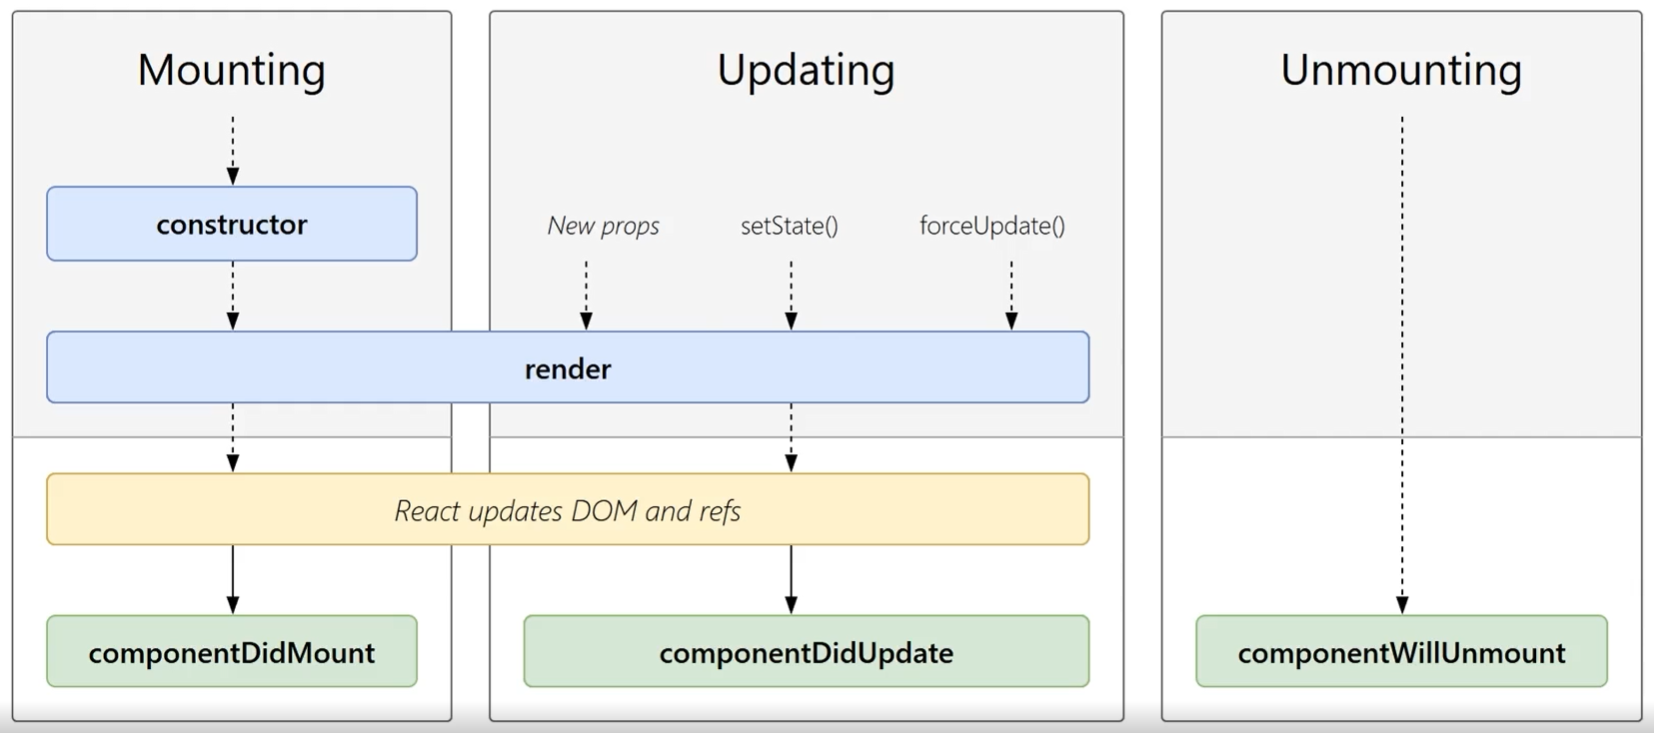 Mounting
Updating
Unmounting
constructor
New props
setState()
forceUpdate()
render
React updates DOM and refs
componentDidMount
componentDidUpdate
componentWillUnmount